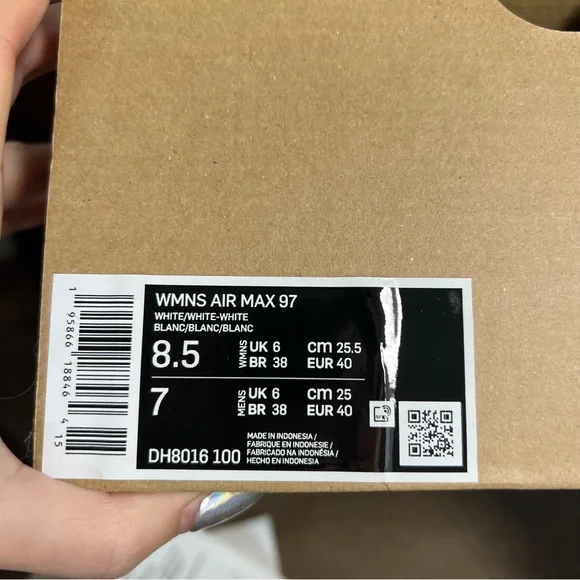 WMNS AIR MAX 97
WHITE/WHITE-WHITE
BLANC/BLANC/BLANC
8.5 WMNS UK 6 cm 25.5
BR 38 EUR 40
7 MENS UK 6 cm 25
BR 38 EUR 40
DH8016 100
MADE IN INDONESIA /
FABRIQUE EN INDONESIE /
FABRICADO NA INDONÉSIA /
HECHO EN INDONESIA
1 95866 18846 4 15